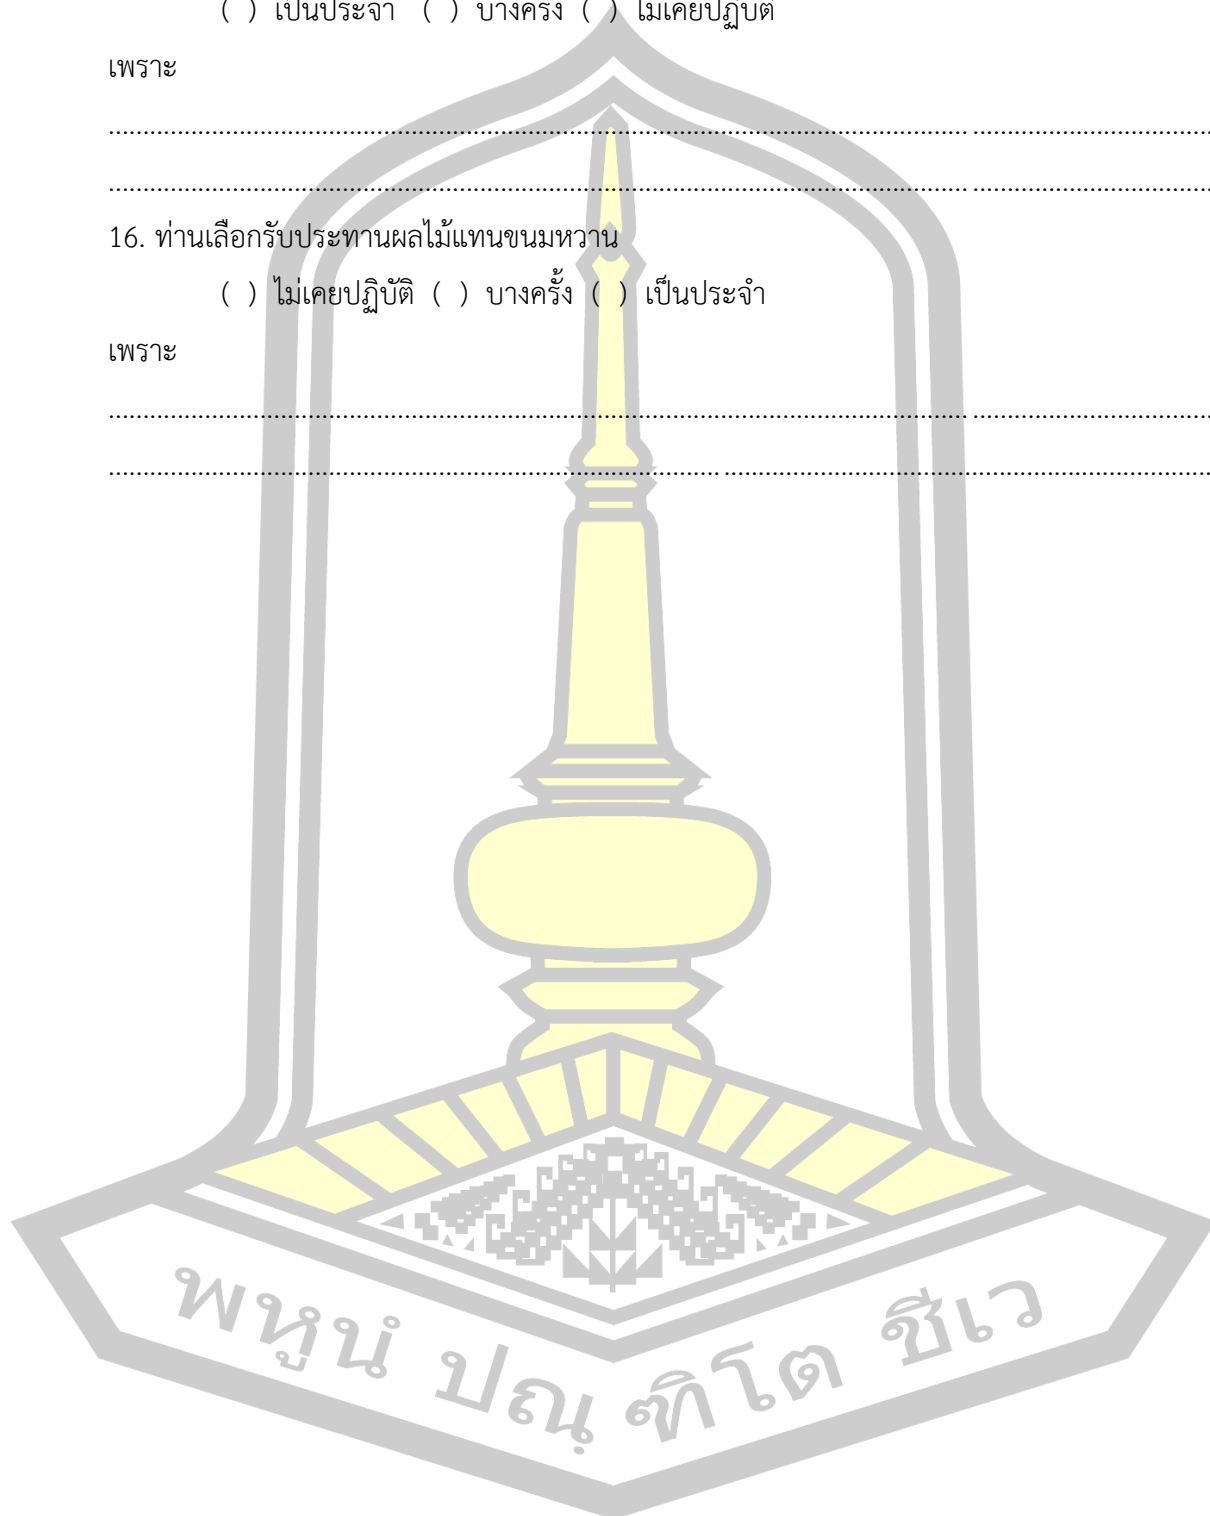 ( ) เป็นประจำ ( ) บางครั้ง ( ) ไม่เคยปฏิบัติ
เพราะ
........................................................................................................................... ...................................
........................................................................................................................... ...................................
16. ท่านเลือกรับประทานผลไม้แทนขนมหวาน
( ) ไม่เคยปฏิบัติ ( ) บางครั้ง ( ) เป็นประจำ
เพราะ
........................................................................................................................... ...................................
........................................................................................ ......................................................................
พหูนํ ปณฺฑิโต ชีเว